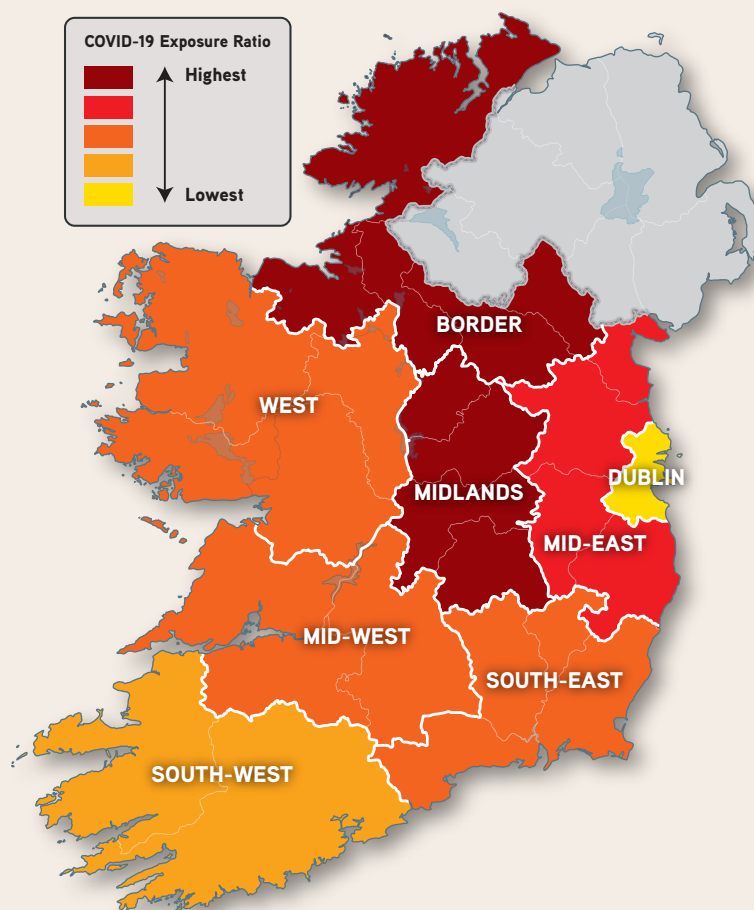 COVID-19 Exposure Ratio
Highest
Lowest
BORDER
WEST
DUBLIN
MIDLANDS
MID-EAST
MID-WEST
SOUTH-EAST
SOUTH-WEST